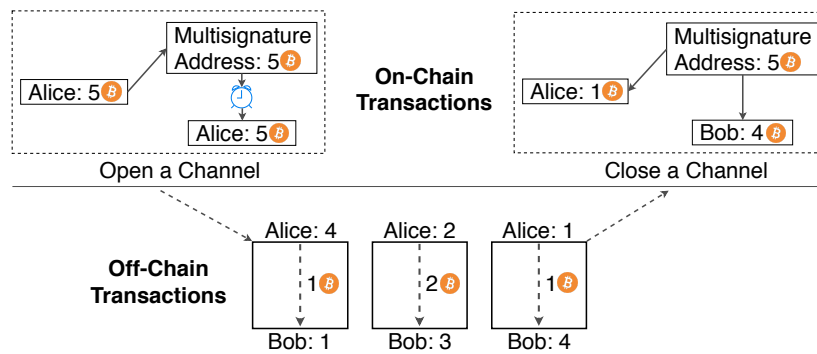 Multisignature
Address: 5
Alice: 5
Alice: 5
Open a Channel
On-Chain
Transactions
Multisignature
Address: 5
Alice: 1
Bob: 4
Close a Channel
Off-Chain
Transactions
Alice: 4
1
Bob: 1
Alice: 2
2
Bob: 3
Alice: 1
1
Bob: 4